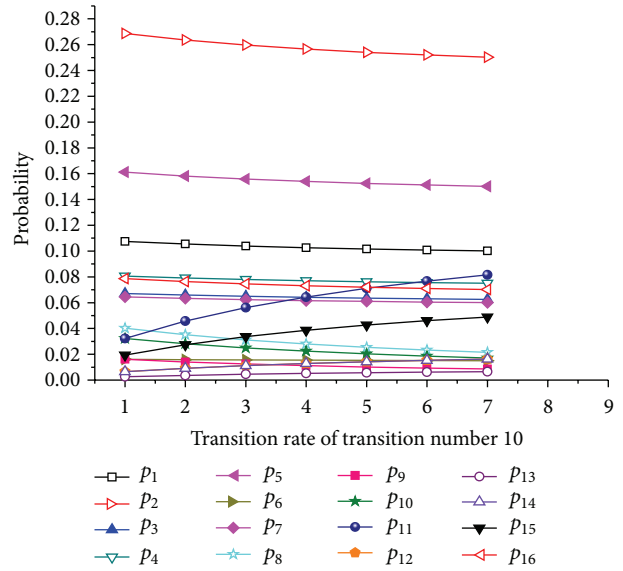 0.28
0.26
0.24
0.22
0.20
0.18
0.16
0.14
0.12
0.10
0.08
0.06
0.04
0.02
0.00
Probability
1 2 3 4 5 6 7 8 9
Transition rate of transition number 10
p1 p5 p9 p13
p2 p6 p10 p14
p3 p7 p11 p15
p4 p8 p12 p16